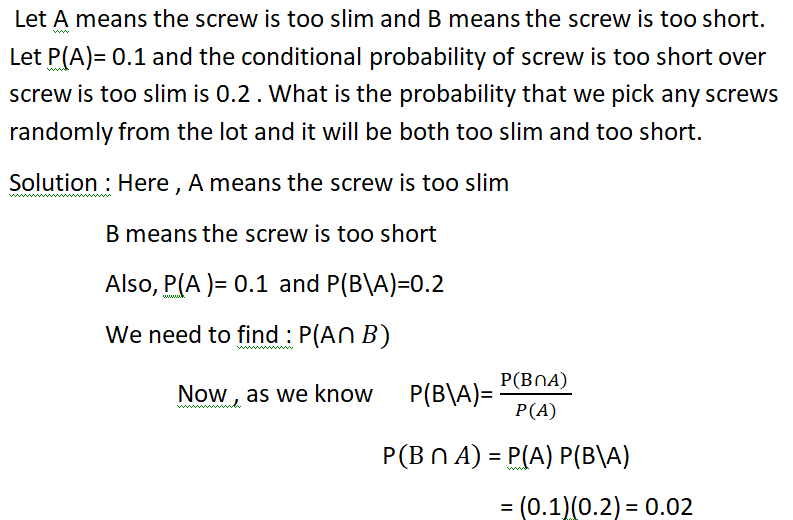 Let A means the screw is too slim and B means the screw is too short.
Let P(A)= 0.1 and the conditional probability of screw is too short over
screw is too slim is 0.2 . What is the probability that we pick any screws
randomly from the lot and it will be both too slim and too short.
Solution : Here , A means the screw is too slim
B means the screw is too short
Also, P(A )= 0.1 and P(B\A)=0.2
We need to find : P(A∩ B)
Now , as we know P(B\A)= P(B∩A) / P(A)
P(B ∩ A) = P(A) P(B\A)
= (0.1)(0.2) = 0.02